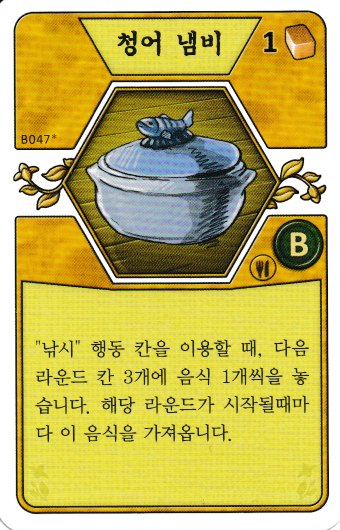 청어 냄비
1
B047*
B
"낚시" 행동 칸을 이용할 때, 다음
라운드 칸 3개에 음식 1개씩을 놓
습니다. 해당 라운드가 시작될때마
다 이 음식을 가져옵니다.